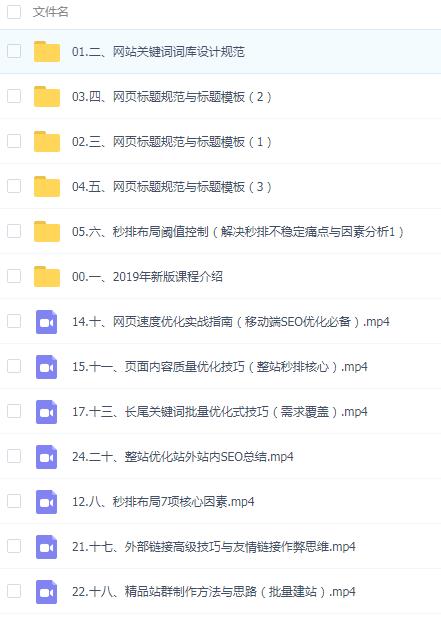 文件名
01.二、网站关键词词库设计规范
03.四、网页标题规范与标题模板（2）
02.三、网页标题规范与标题模板（1）
04.五、网页标题规范与标题模板（3）
05.六、秒排布局阈值控制（解决秒排不稳定痛点与因素分析1）
00.一、2019年新版课程介绍
14.十、网页速度优化实战指南（移动端SEO优化必备）.mp4
15.十一、页面内容质量优化技巧（整站秒排核心）.mp4
17.十三、长尾关键词批量优化式技巧（需求覆盖）.mp4
24.二十、整站优化站外站内SEO总结.mp4
12.八、秒排布局7项核心因素.mp4
21.十七、外部链接高级技巧与友情链接作弊思维.mp4
22.十八、精品站群制作方法与思路（批量建站）.mp4